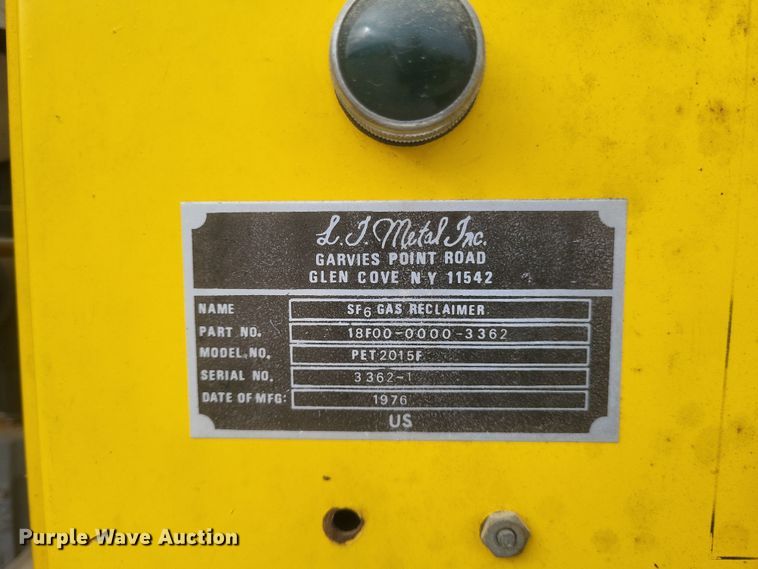 L.I. Metal Inc.
GARVIES POINT ROAD
GLEN COVE N Y 11542
NAME SF6 GAS RECLAIMER
PART NO. 18F00-0000-3362
MODEL NO. PET2015F
SERIAL NO. 3362-1
DATE OF MFG: 1976
US
Purple Wave Auction